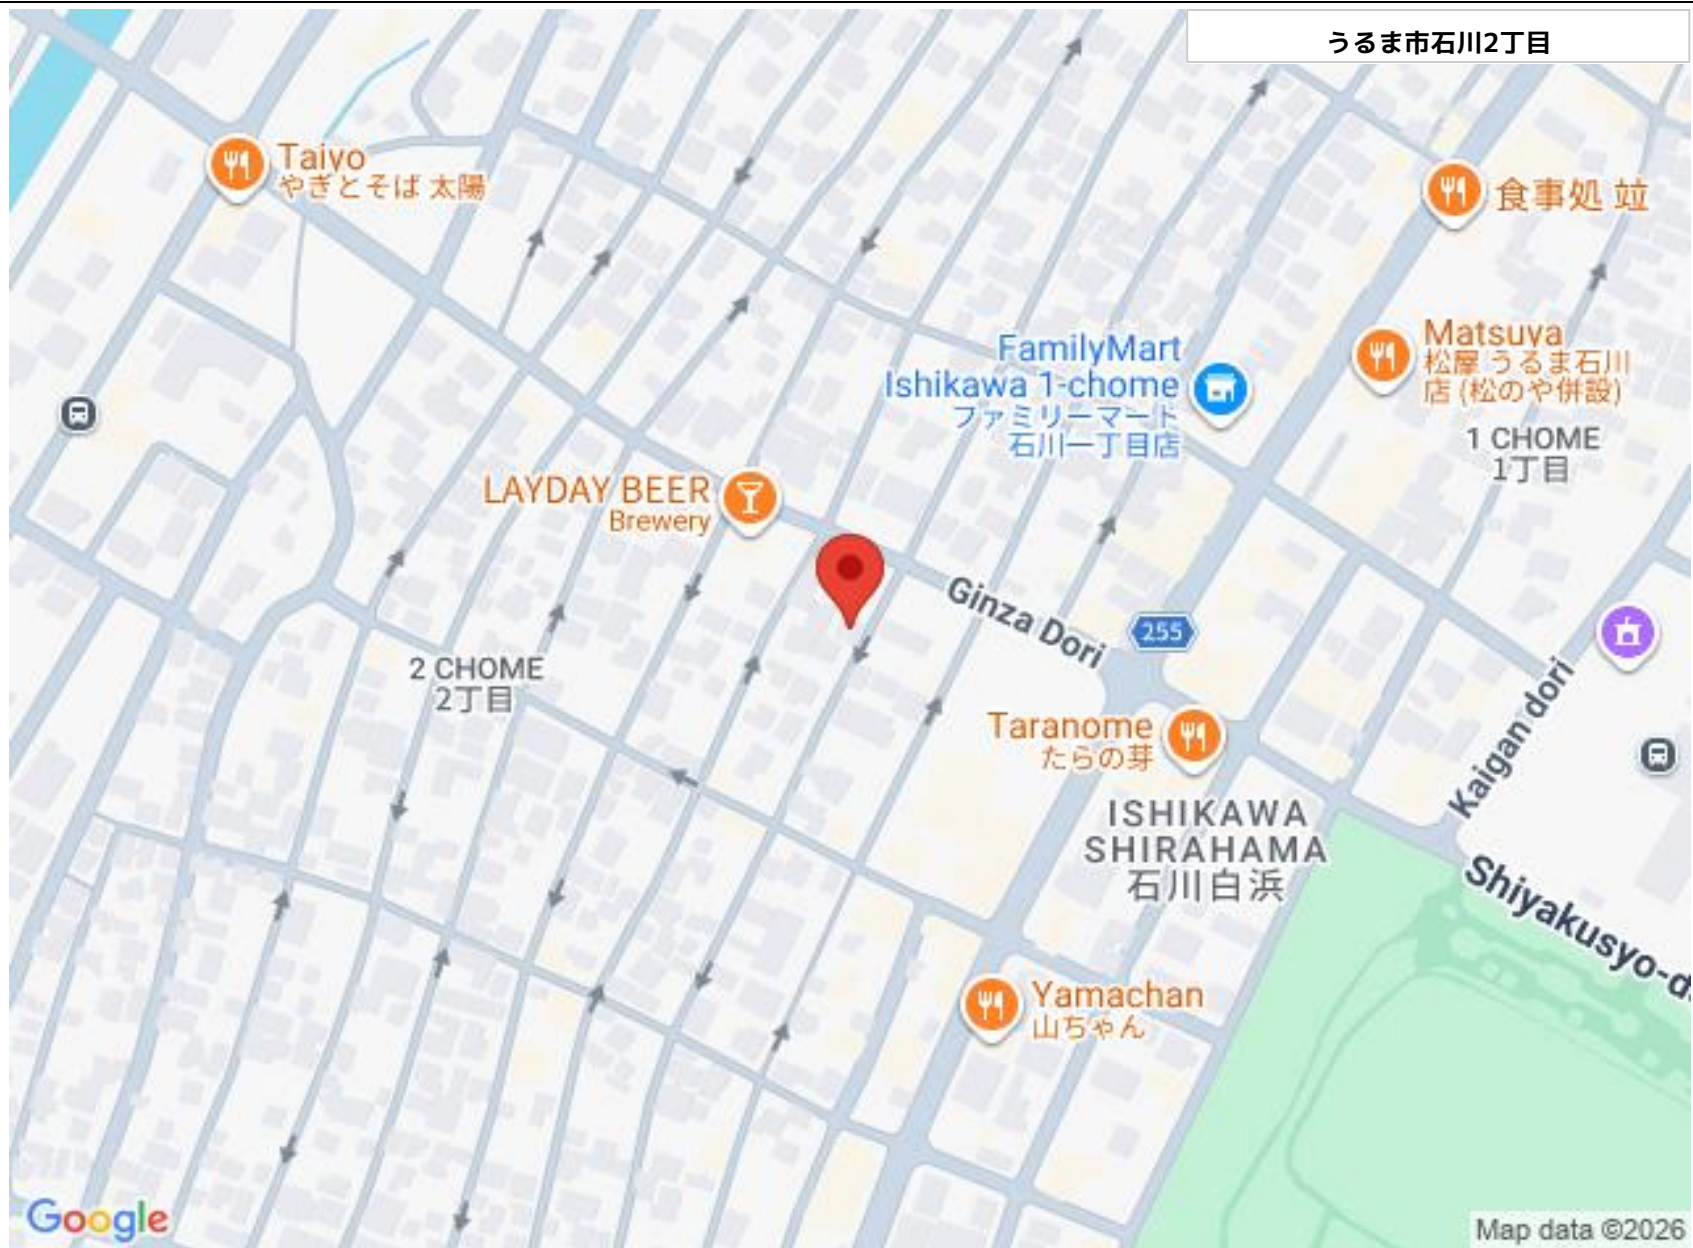 うるま市石川2丁目
Taiyo
やぎとそば 太陽
食事処 竝
FamilyMart
Ishikawa 1-chome
ファミリーマート
石川一丁目店
Matsuya
松屋 うるま石川
店 (松のや併設)
1 CHOME
1丁目
LAYDAY BEER
Brewery
Ginza Dori
255
2 CHOME
2丁目
Kaigan dori
Taranome
たらの芽
ISHIKAWA
SHIRAHAMA
石川白浜
Shiyakusyo-d
Yamachan
山ちゃん
Google
Map data ©2026